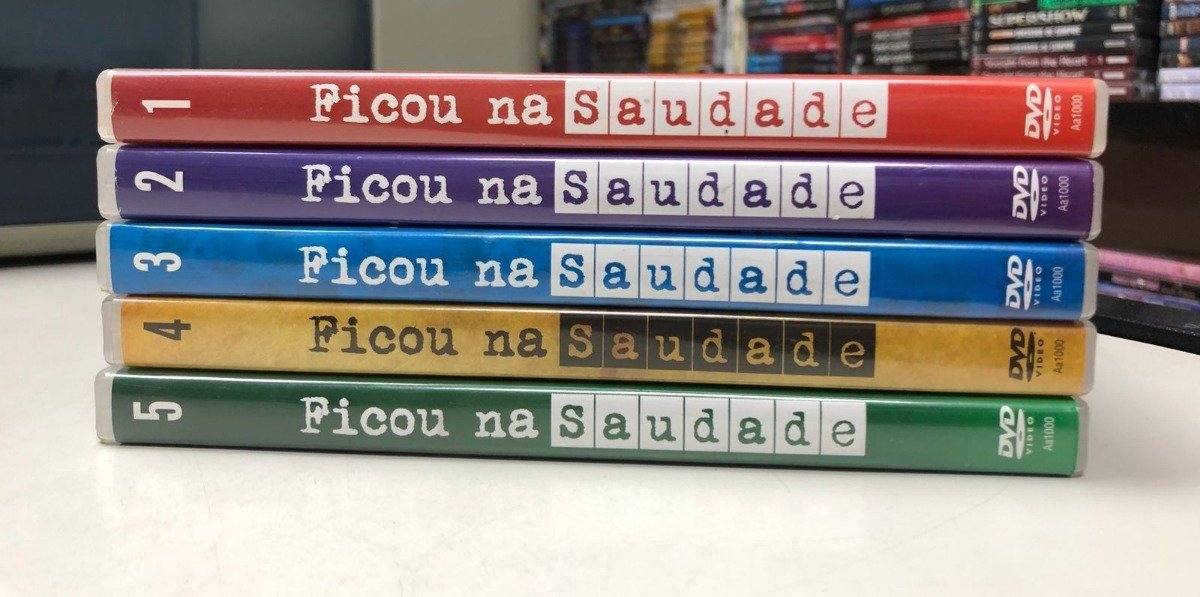 1 Ficou na Saudade DVD VIDEO Aa1000
2 Ficou na Saudade DVD VIDEO Aa1000
3 Ficou na Saudade DVD VIDEO Aa1000
4 Ficou na Saudade DVD VIDEO Aa1000
5 Ficou na Saudade DVD VIDEO Aa1000
SUPERSHOW